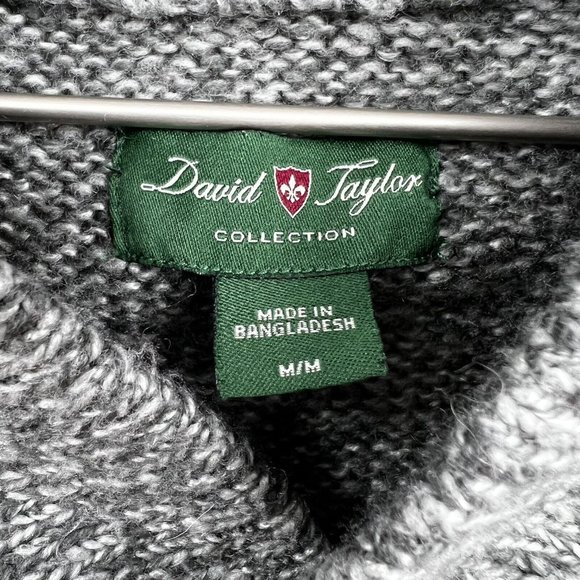 David Taylor
COLLECTION
MADE IN
BANGLADESH
M/M